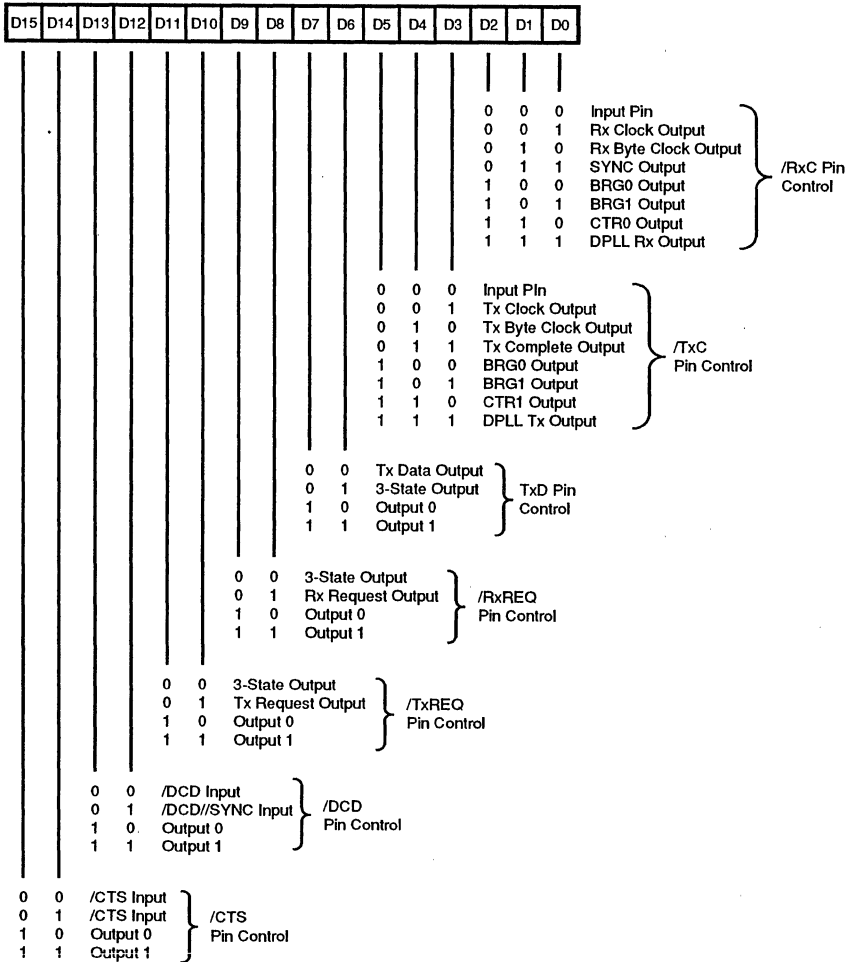 D15 D14 D13 D12 D11 D10 D9 D8 D7 D6 D5 D4 D3 D2 D1 D0
0 0 0 Input Pin
0 0 1 Rx Clock Output
0 1 0 Rx Byte Clock Output
0 1 1 SYNC Output
1 0 0 BRG0 Output
1 0 1 BRG1 Output
1 1 0 CTR0 Output
1 1 1 DPLL Rx Output
/RxC Pin
Control
0 0 0 Input PIn
0 0 1 Tx Clock Output
0 1 0 Tx Byte Clock Output
0 1 1 Tx Complete Output
1 0 0 BRG0 Output
1 0 1 BRG1 Output
1 1 0 CTR1 Output
1 1 1 DPLL Tx Output
/TxC
Pin Control
0 0 Tx Data Output
0 1 3-State Output
1 0 Output 0
1 1 Output 1
TxD Pin
Control
0 0 3-State Output
0 1 Rx Request Output
1 0 Output 0
1 1 Output 1
/RxREQ
Pin Control
0 0 3-State Output
0 1 Tx Request Output
1 0 Output 0
1 1 Output 1
/TxREQ
Pin Control
0 0 /DCD Input
0 1 /DCD//SYNC Input
1 0 Output 0
1 1 Output 1
/DCD
Pin Control
0 0 /CTS Input
0 1 /CTS Input
1 0 Output 0
1 1 Output 1
/CTS
Pin Control